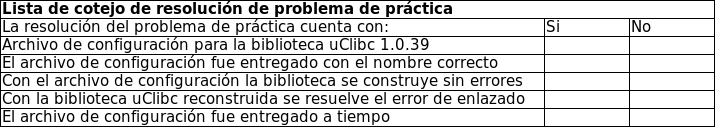 Lista de cotejo de resolución de problema de práctica
La resolución del problema de práctica cuenta con: Si No
Archivo de configuración para la biblioteca uClibc 1.0.39
El archivo de configuración fue entregado con el nombre correcto
Con el archivo de configuración la biblioteca se construye sin errores
Con la biblioteca uClibc reconstruida se resuelve el error de enlazado
El archivo de configuración fue entregado a tiempo